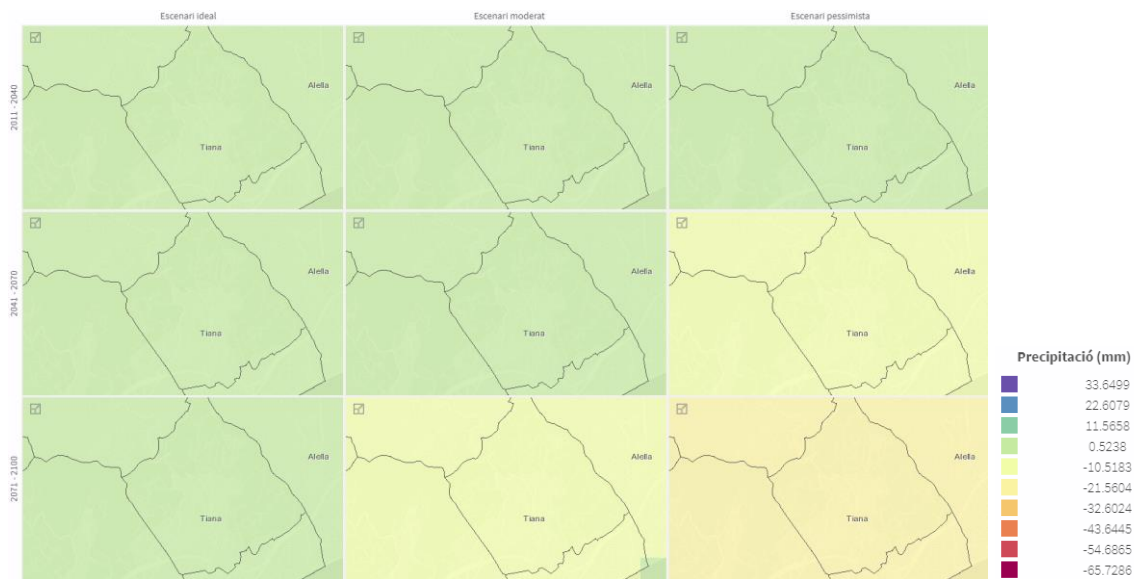 Escenari ideal
Escenari moderat
Escenari pessimista
2011 - 2040
Alella
Tiana
Alella
Tiana
Alella
Tiana
2041 - 2070
Alella
Tiana
Alella
Tiana
Alella
Tiana
2071 - 2100
Alella
Tiana
Alella
Tiana
Alella
Tiana
Precipitació (mm)
33.6499
22.6079
11.5658
0.5238
-10.5183
-21.5604
-32.6024
-43.6445
-54.6865
-65.7286